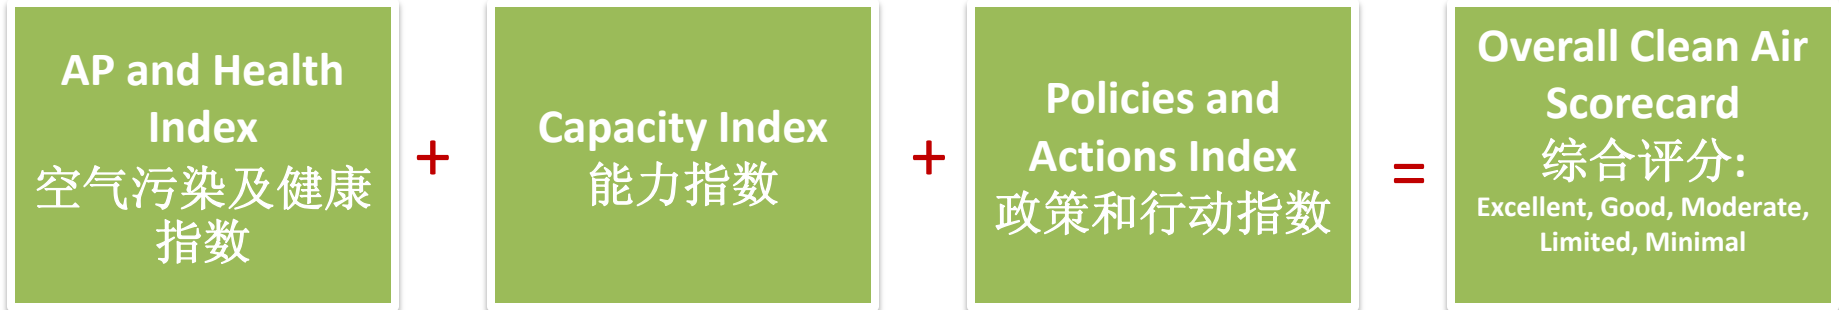 AP and Health
Index
空气污染及健康
指数
+
Capacity Index
能力指数
+
Policies and
Actions Index
政策和行动指数
=
Overall Clean Air
Scorecard
综合评分:
Excellent, Good, Moderate,
Limited, Minimal